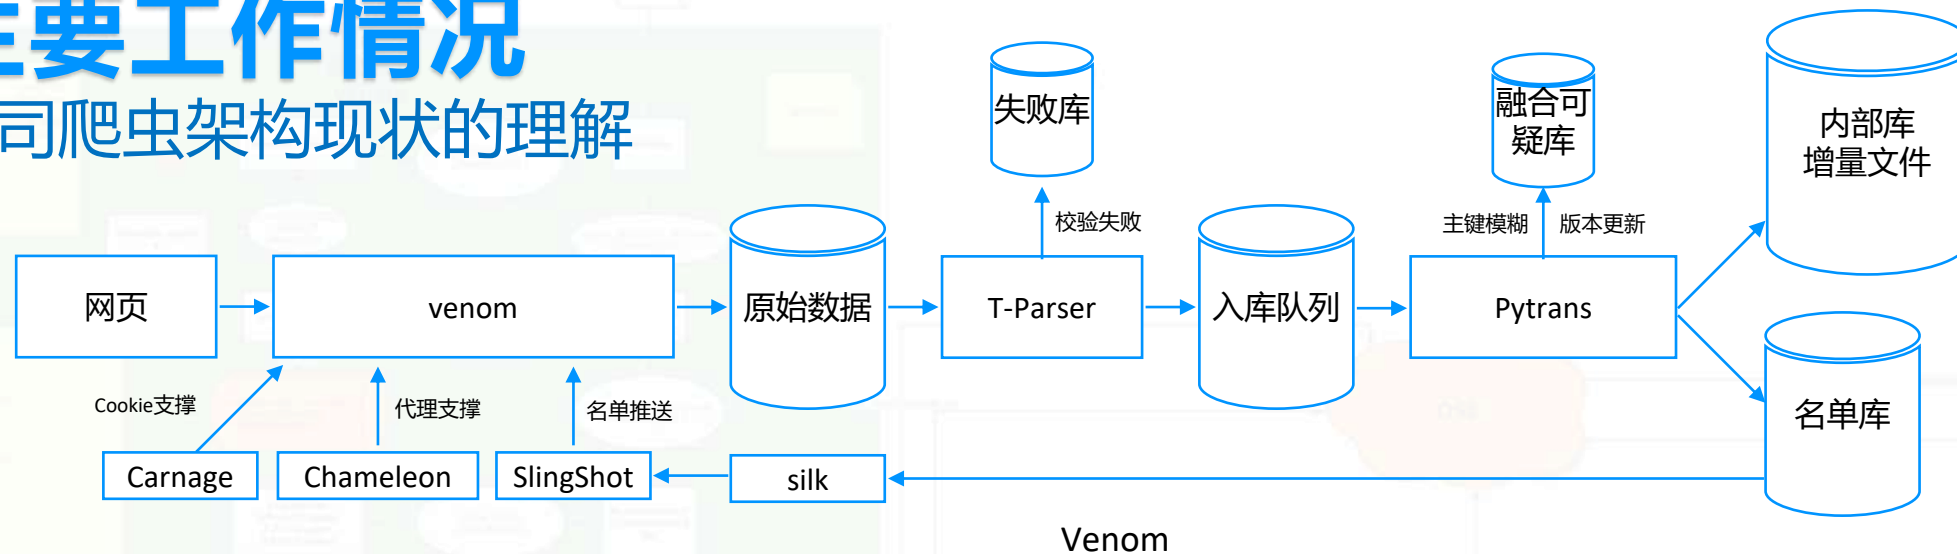 主要工作情况
司爬虫架构现状的理解
失败库
融合可
疑库
内部库
增量文件
校验失败
主键模糊
版本更新
网页
venom
原始数据
T-Parser
入库队列
Pytrans
Cookie支撑
代理支撑
名单推送
名单库
Carnage
Chameleon
SlingShot
silk
Venom